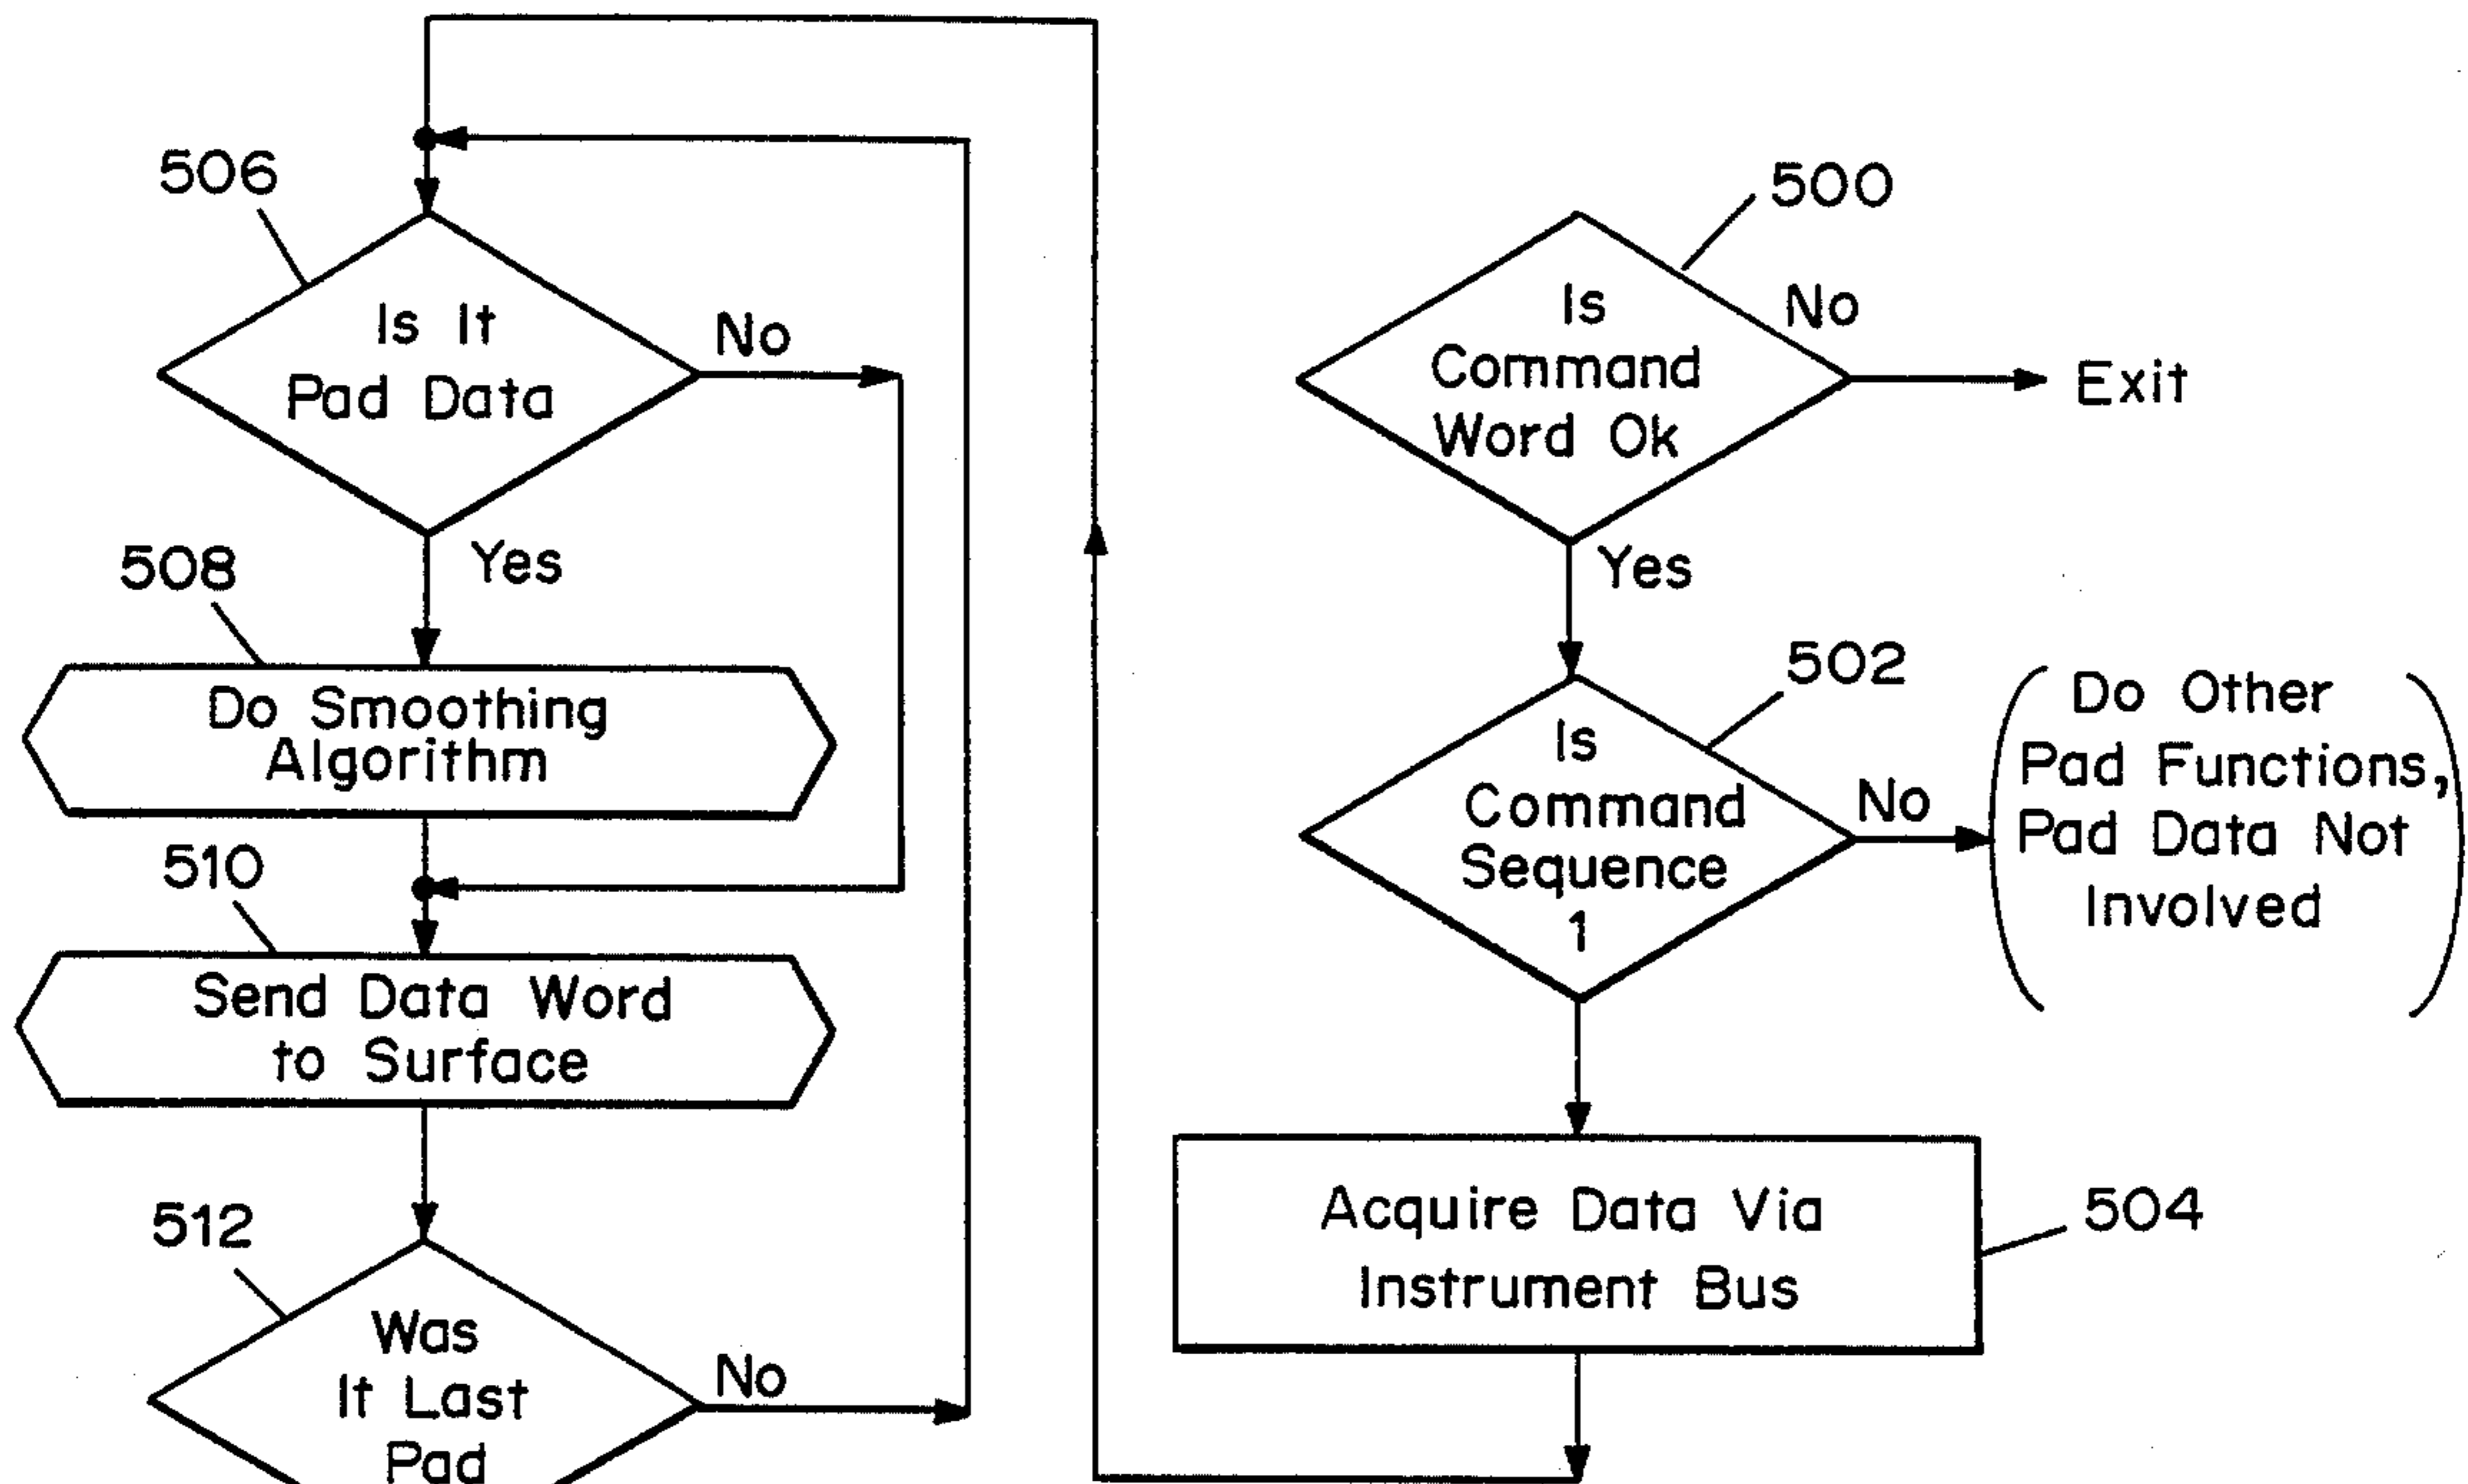 506
Is It
Pad Data
No
Yes
508
Do Smoothing
Algorithm
510
Send Data Word
to Surface
512
Was
It Last
Pad
No
500
Is
Command
Word Ok
No
Exit
Yes
502
Is
Command
Sequence
1
No
Do Other
Pad Functions,
Pad Data Not
Involved
Acquire Data Via
Instrument Bus
504